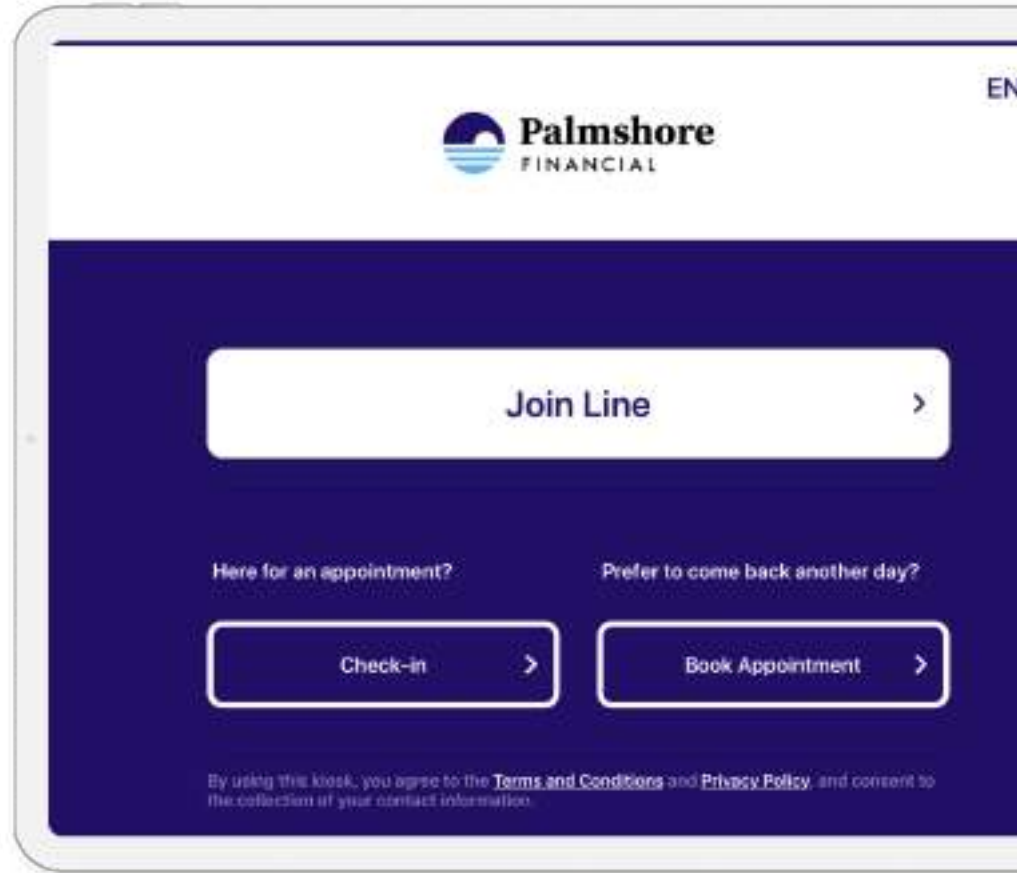 EN
Palmshore
FINANCIAL
Join Line
Here for an appointment?
Prefer to come back another day?
Check-in
Book Appointment
By using this kiosk, you agree to the Terms and Conditions and Privacy Policy, and consent to
the collection of your contact information.